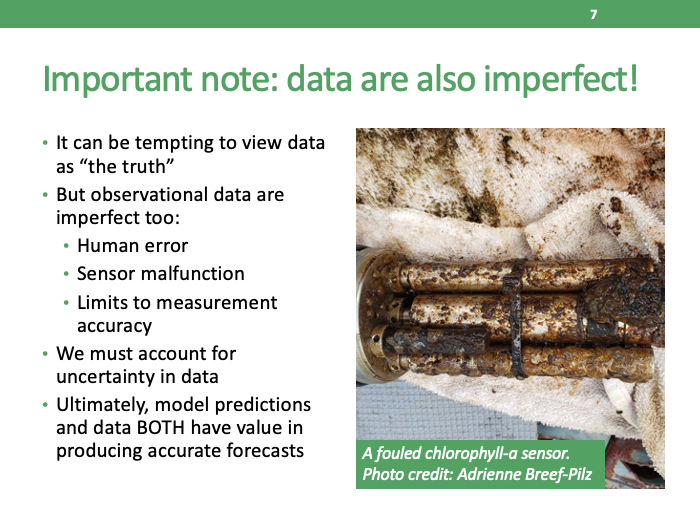 7
Important note: data are also imperfect!
• It can be tempting to view data
as “the truth”
• But observational data are
imperfect too:
• Human error
• Sensor malfunction
• Limits to measurement
accuracy
• We must account for
uncertainty in data
• Ultimately, model predictions
and data BOTH have value in
producing accurate forecasts
A fouled chlorophyll-a sensor.
Photo credit: Adrienne Breef-Pilz